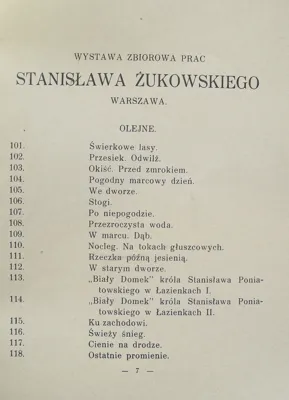 WYSTAWA ZBIOROWA PRAC
STANISŁAWA ŻUKOWSKIEGO
WARSZAWA.
OLEJNE.
101. Świerkowe lasy.
102. Przesiek. Odwilż.
103. Okiść. Przed zmrokiem.
104. Pogodny marcowy dzień.
105. We dworze.
106. Stogi.
107. Po niepogodzie.
108. Przezroczysta woda.
109. W marcu. Dąb.
110. Nocleg. Na tokach głuszcowych.
111. Rzeczka późną jesienią.
112. W starym dworze.
113. „Biały Domek" króla Stanisława Ponia-
towskiego w Łazienkach I.
114. „Biały Domek" króla Stanisława Ponia-
towskiego w Łazienkach II.
115. Ku zachodowi.
116. Świeży śnieg.
117. Cienie na drodze.
118. Ostatnie promienie.
— 7 —